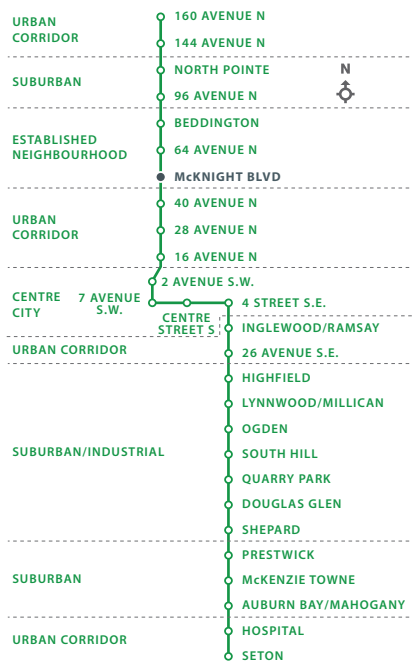 URBAN
CORRIDOR
160 AVENUE N
144 AVENUE N
SUBURBAN
NORTH POINTE
96 AVENUE N
N
ESTABLISHED
NEIGHBOURHOOD
BEDDINGTON
64 AVENUE N
McKNIGHT BLVD
URBAN
CORRIDOR
40 AVENUE N
28 AVENUE N
16 AVENUE N
CENTRE
CITY
2 AVENUE S.W.
7 AVENUE
S.W.
CENTRE
STREET S
4 STREET S.E.
URBAN CORRIDOR
INGLEWOOD/RAMSAY
26 AVENUE S.E.
SUBURBAN/INDUSTRIAL
HIGHFIELD
LYNNWOOD/MILLICAN
OGDEN
SOUTH HILL
QUARRY PARK
DOUGLAS GLEN
SHEPARD
SUBURBAN
PRESTWICK
McKENZIE TOWNE
AUBURN BAY/MAHOGANY
URBAN CORRIDOR
HOSPITAL
SETON